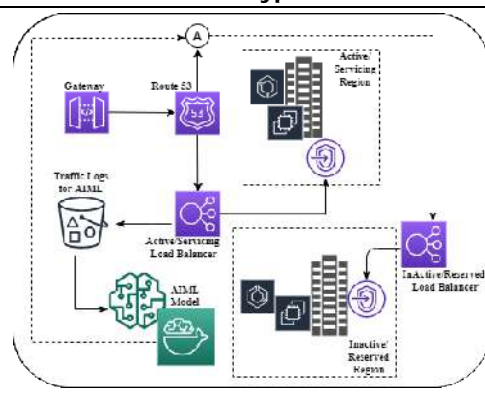 A
Active/
Servicing
Region
Gateway
Route 53
53
Traffic Logs
for AIML
Active/Servicing
Load Balancer
InActive/Reserved
Load Balancer
AIML
Model
Inactive/
Reserved
Region